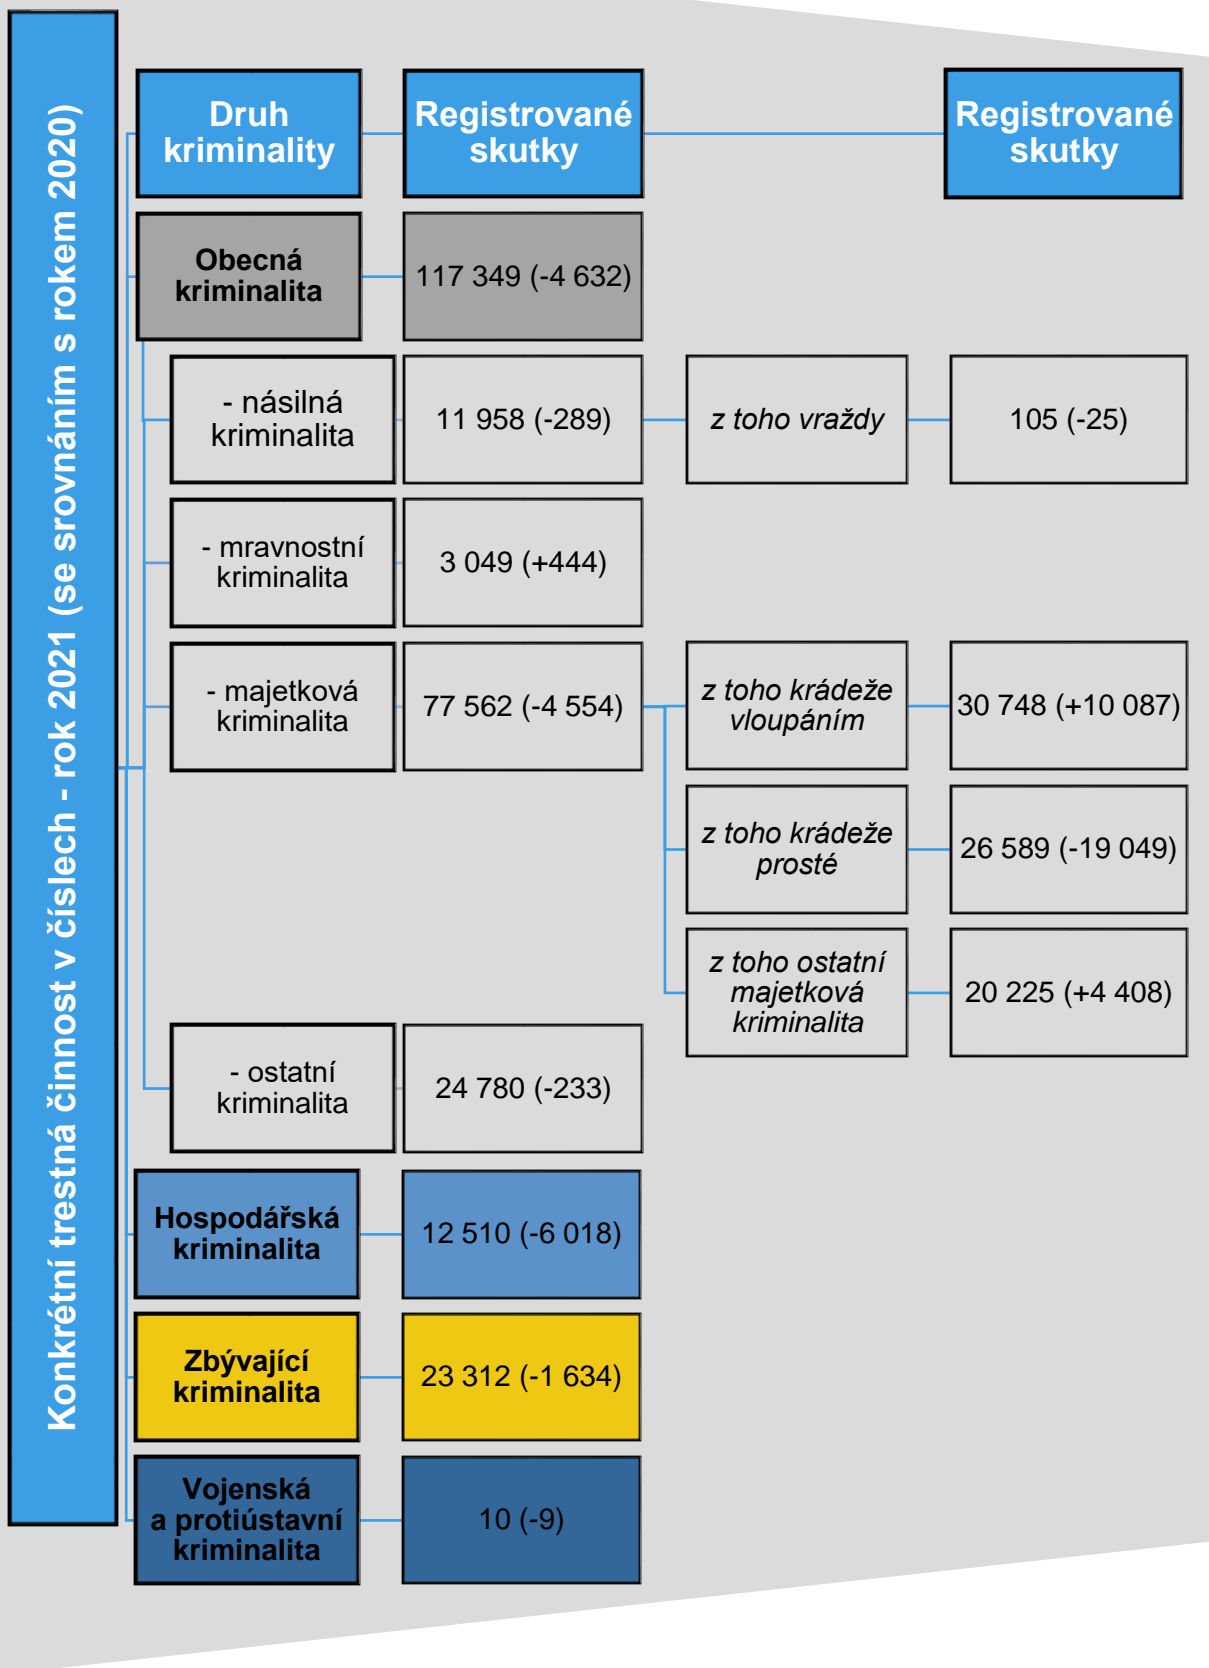 Konkrétní trestná činnost v číslech - rok 2021 (se srovnáním s rokem 2020)
Druh
kriminality
Registrované
skutky
Registrované
skutky
Obecná
kriminalita
117 349 (-4 632)
- násilná
kriminalita
11 958 (-289)
z toho vraždy
105 (-25)
- mravnostní
kriminalita
3 049 (+444)
- majetková
kriminalita
77 562 (-4 554)
z toho krádeže
vloupáním
30 748 (+10 087)
z toho krádeže
prosté
26 589 (-19 049)
z toho ostatní
majetková
kriminalita
20 225 (+4 408)
- ostatní
kriminalita
24 780 (-233)
Hospodářská
kriminalita
12 510 (-6 018)
Zbývající
kriminalita
23 312 (-1 634)
Vojenská
a protiústavní
kriminalita
10 (-9)